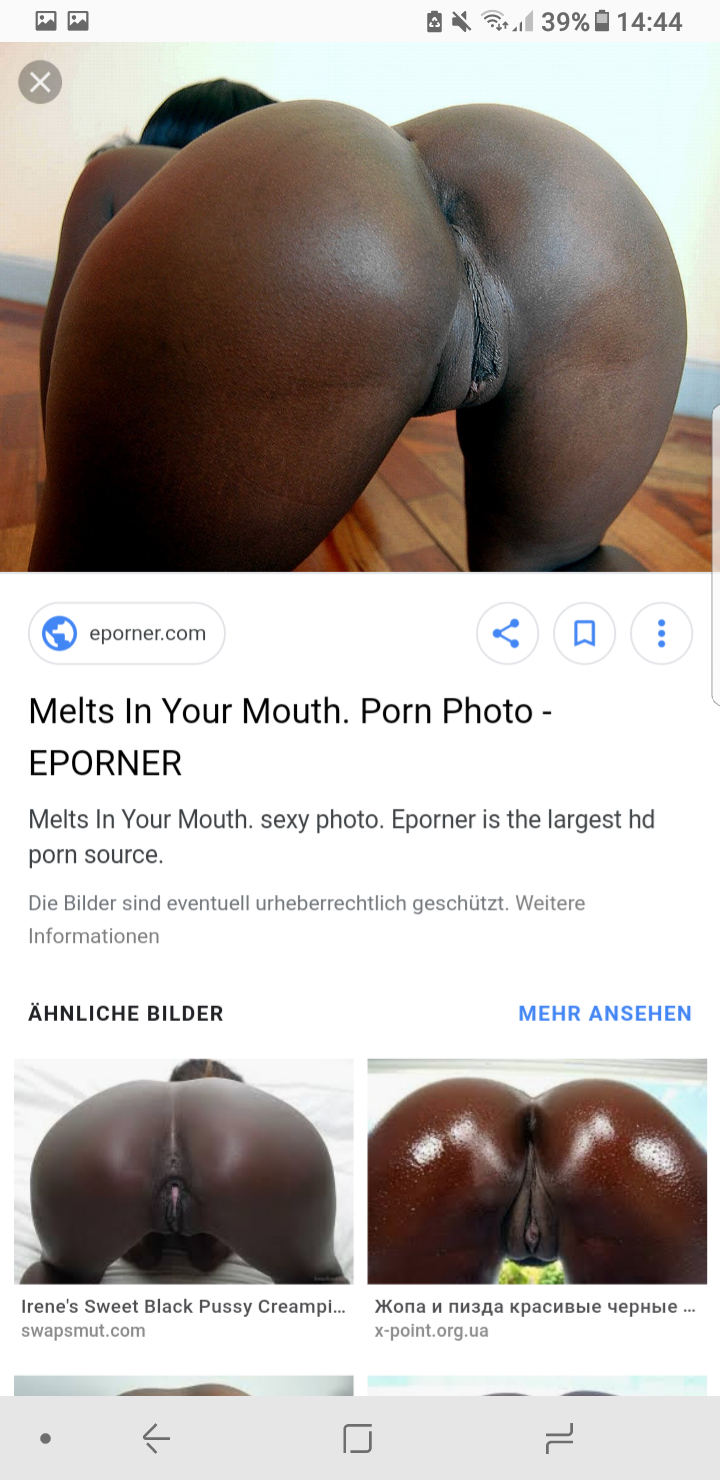 39% 14:44
eporner.com
Melts In Your Mouth. Porn Photo -
EPORNER
Melts In Your Mouth. sexy photo. Eporner is the largest hd
porn source.
Die Bilder sind eventuell urheberrechtlich geschützt. Weitere
Informationen
ÄHNLICHE BILDER MEHR ANSEHEN
Irene's Sweet Black Pussy Creampi...
swapsmut.com
Жопа и пизда красивые черные ...
x-point.org.ua